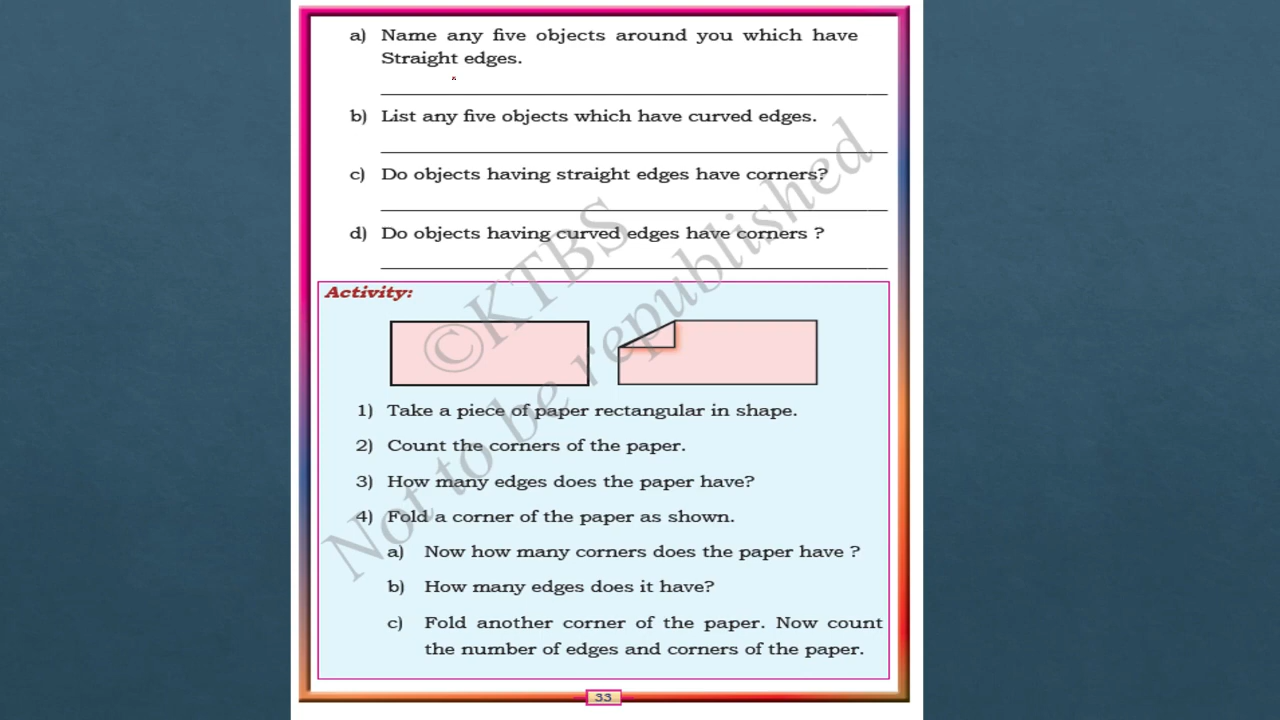 a) Name any five objects around you which have
Straight edges.
b) List any five objects which have curved edges.
c) Do objects having straight edges have corners?
d) Do objects having curved edges have corners ?
©KTBS
Not to be republished
Activity:
1) Take a piece of paper rectangular in shape.
2) Count the corners of the paper.
3) How many edges does the paper have?
4) Fold a corner of the paper as shown.
a) Now how many corners does the paper have ?
b) How many edges does it have?
c) Fold another corner of the paper. Now count
the number of edges and corners of the paper.
33